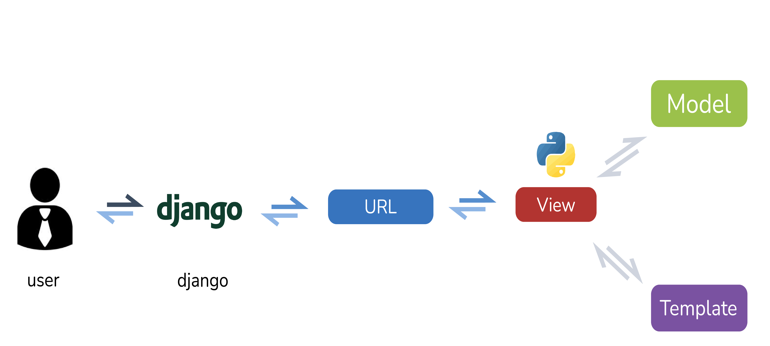 Model
django
URL
View
user
django
Template